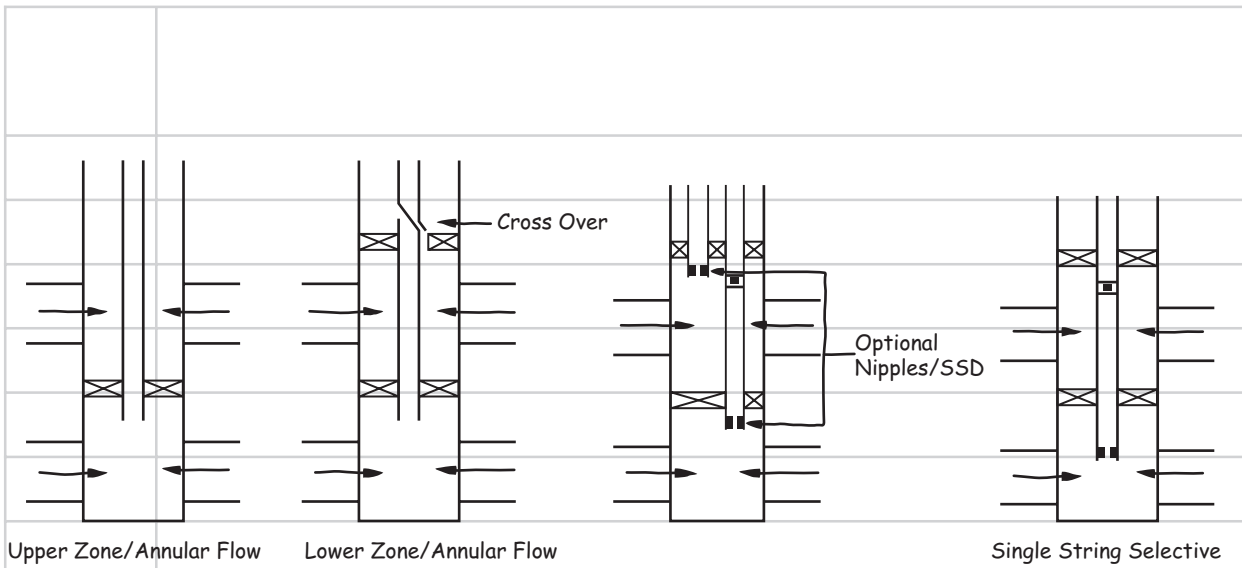 Cross Over
Optional
Nipples/SSD
Upper Zone/Annular Flow
Lower Zone/Annular Flow
Single String Selective